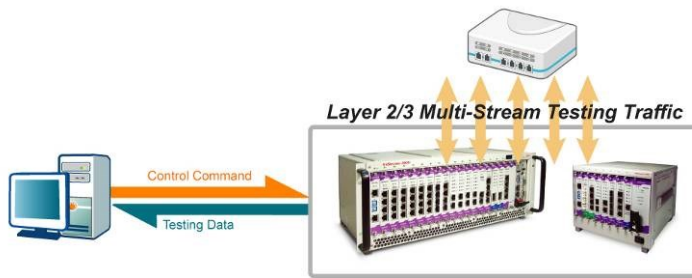 Layer 2/3 Multi-Stream Testing Traffic
Control Command
Testing Data